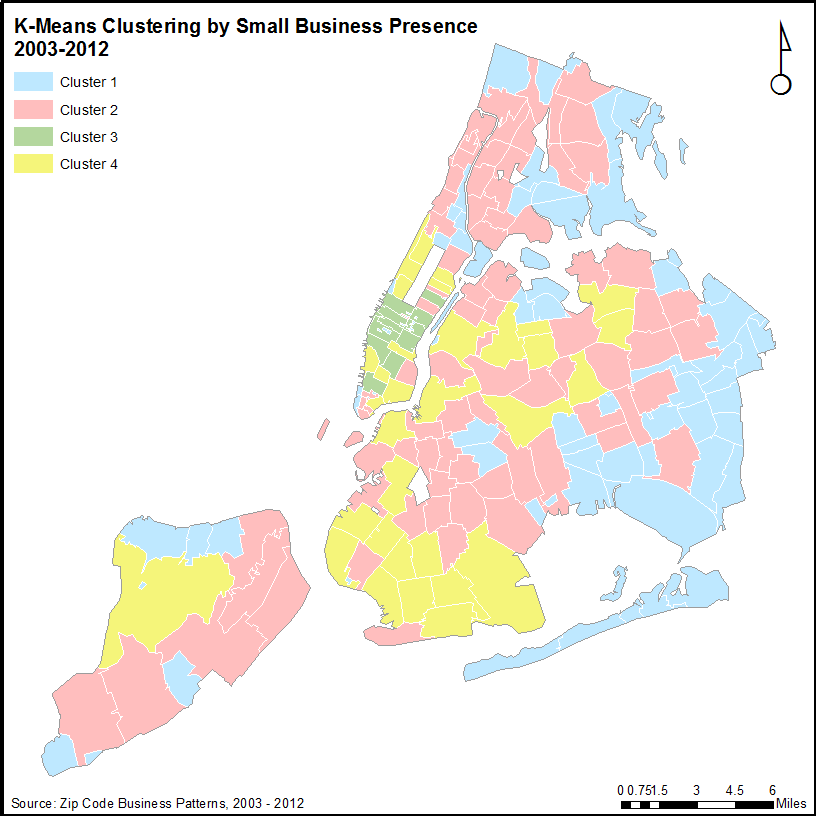 K-Means Clustering by Small Business Presence
2003-2012
Cluster 1
Cluster 2
Cluster 3
Cluster 4
0 0.751.5 3 4.5 6
Miles
Source: Zip Code Business Patterns, 2003 - 2012